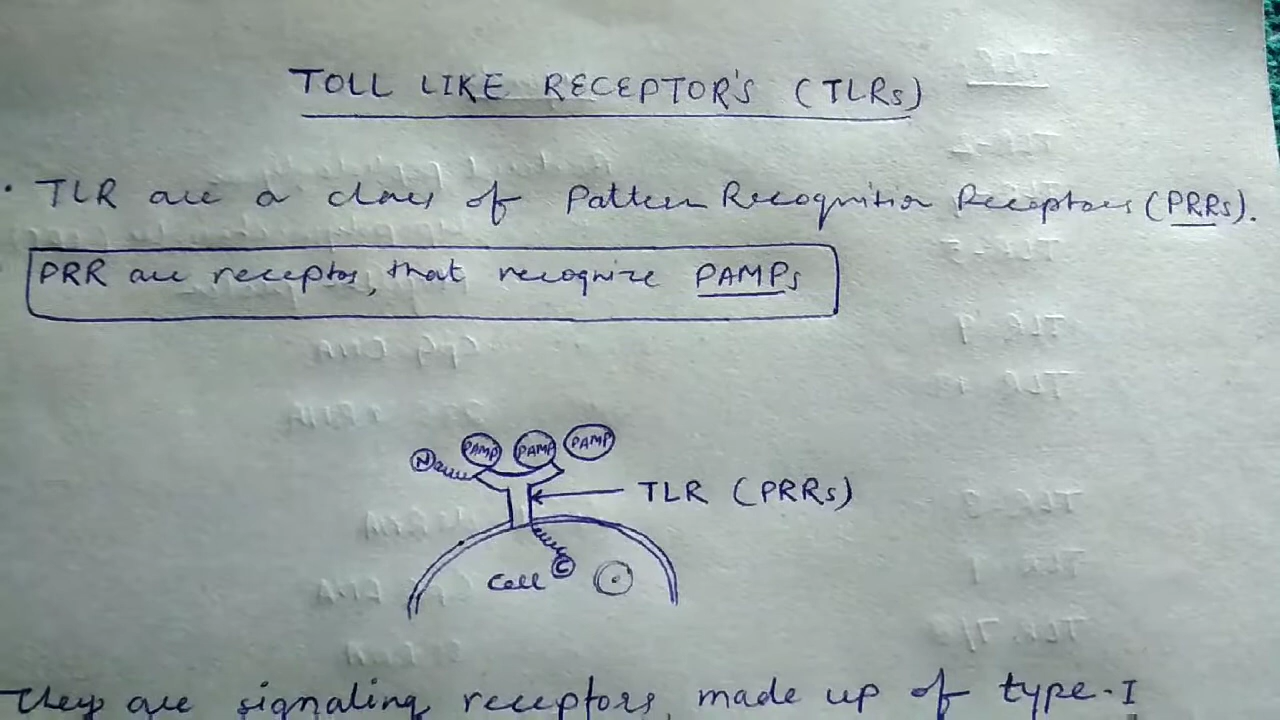 TOLL LIKE RECEPTOR'S (TLRs)
• TLR are a class of Pattern Recognition Receptors (PRRs).
PRR are receptos, that recognize PAMPs
PAMP PAMP PAMP
N
TLR (PRRs)
Cell C
They are signaling receptors, made up of type-I